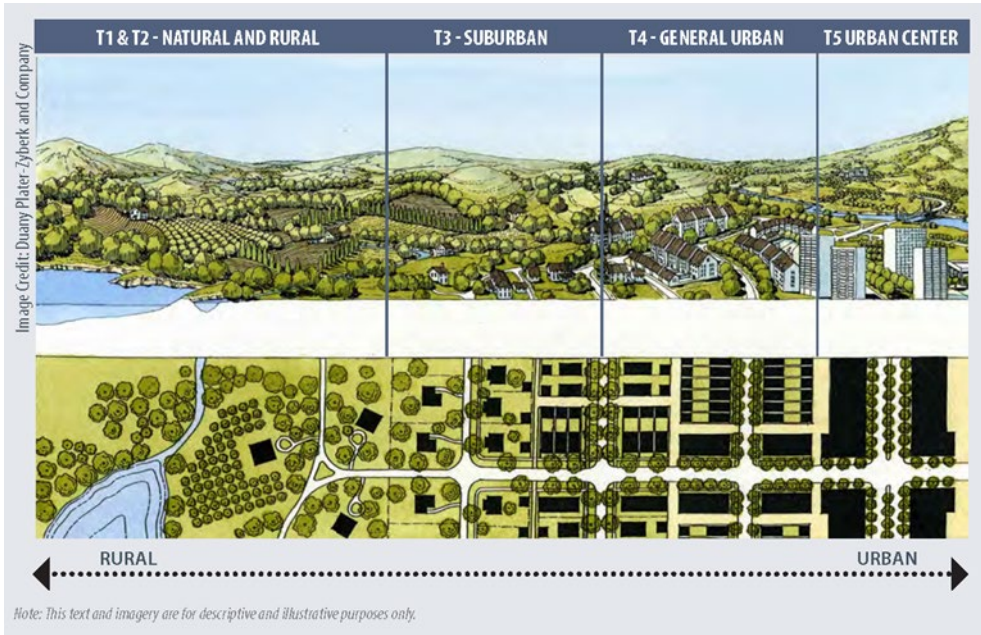 T1 & T2 - NATURAL AND RURAL
T3 - SUBURBAN
T4 - GENERAL URBAN
T5 URBAN CENTER
Image Credit: Duany Plater-Zyberk and Company
RURAL
URBAN
Note: This text and imagery are for descriptive and illustrative purposes only.